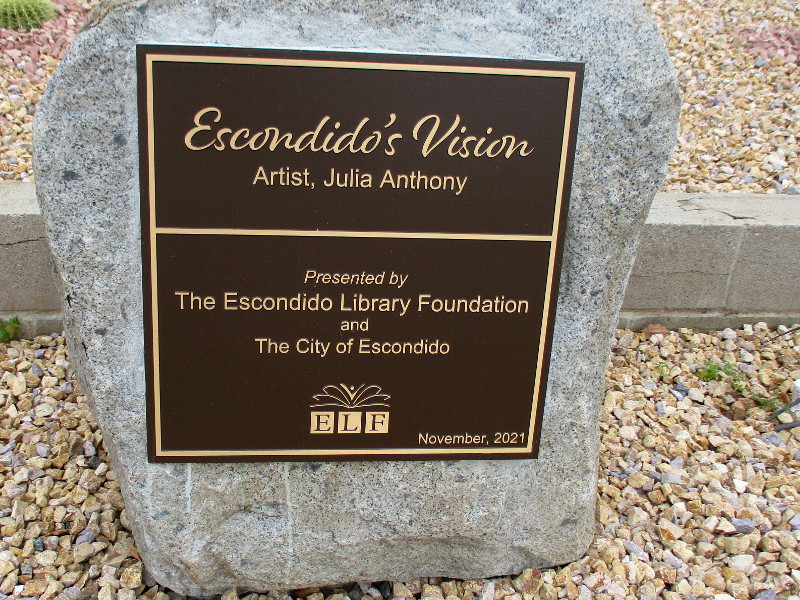 Escondido's Vision
Artist, Julia Anthony
Presented by
The Escondido Library Foundation
and
The City of Escondido
ELF
November, 2021